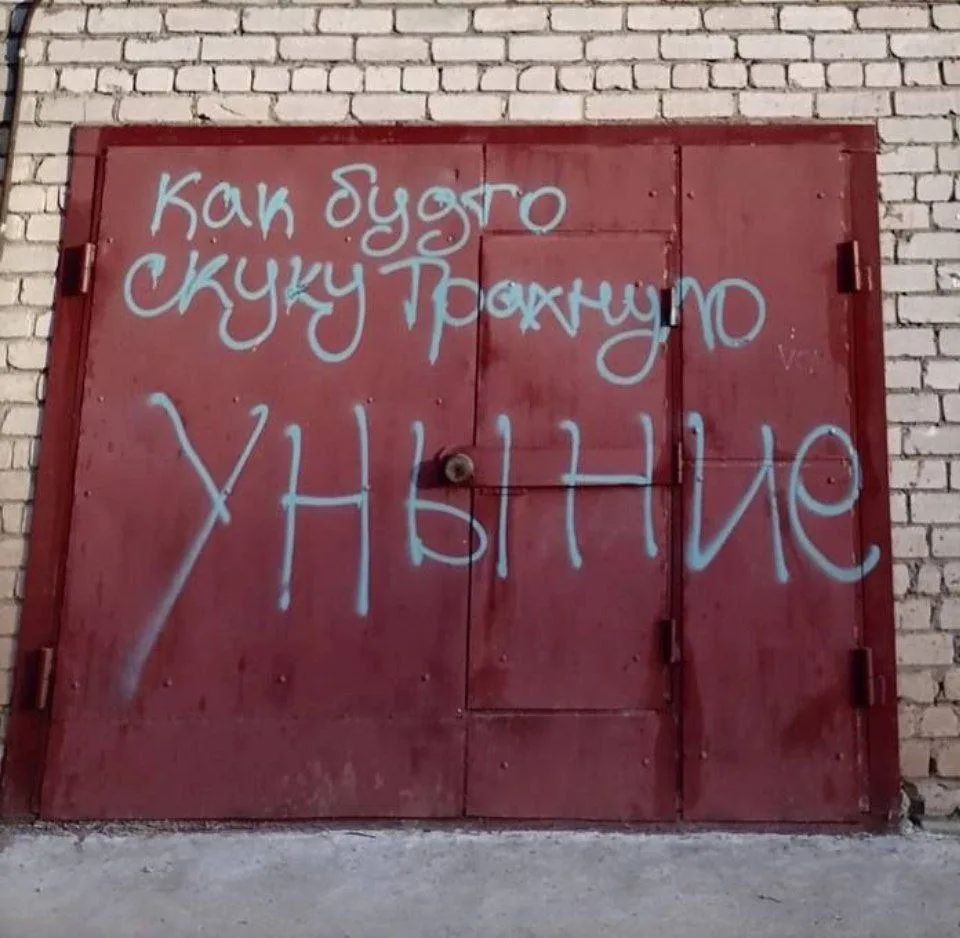 как будто
скуку трахнуло
уныние